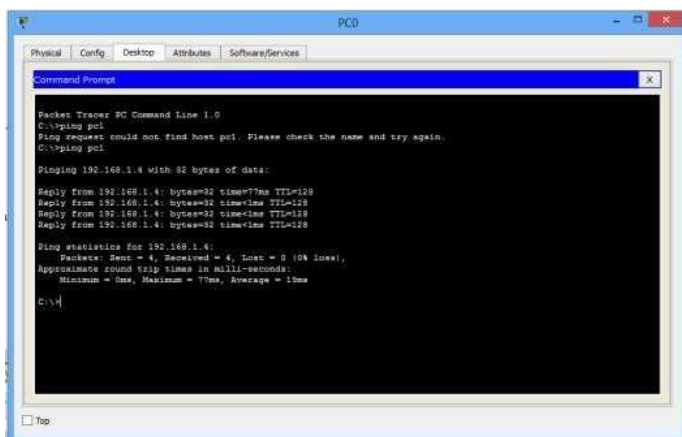 PC0
Physical Config Desktop Attributes Software/Services
Command Prompt
X
Packet Tracer PC Command Line 1.0
C:\>ping pc1
Ping request could not find host pc1. Please check the name and try again.
C:\>ping pc1
Pinging 192.168.1.4 with 32 bytes of data:
Reply from 192.168.1.4: bytes=32 time=77ms TTL=128
Reply from 192.168.1.4: bytes=32 time<1ms TTL=128
Reply from 192.168.1.4: bytes=32 time<1ms TTL=128
Reply from 192.168.1.4: bytes=32 time<1ms TTL=128
Ping statistics for 192.168.1.4:
Packets: Sent = 4, Received = 4, Lost = 0 (0% loss),
Approximate round trip times in milli-seconds:
Minimum = 0ms, Maximum = 77ms, Average = 19ms
C:\>
Top